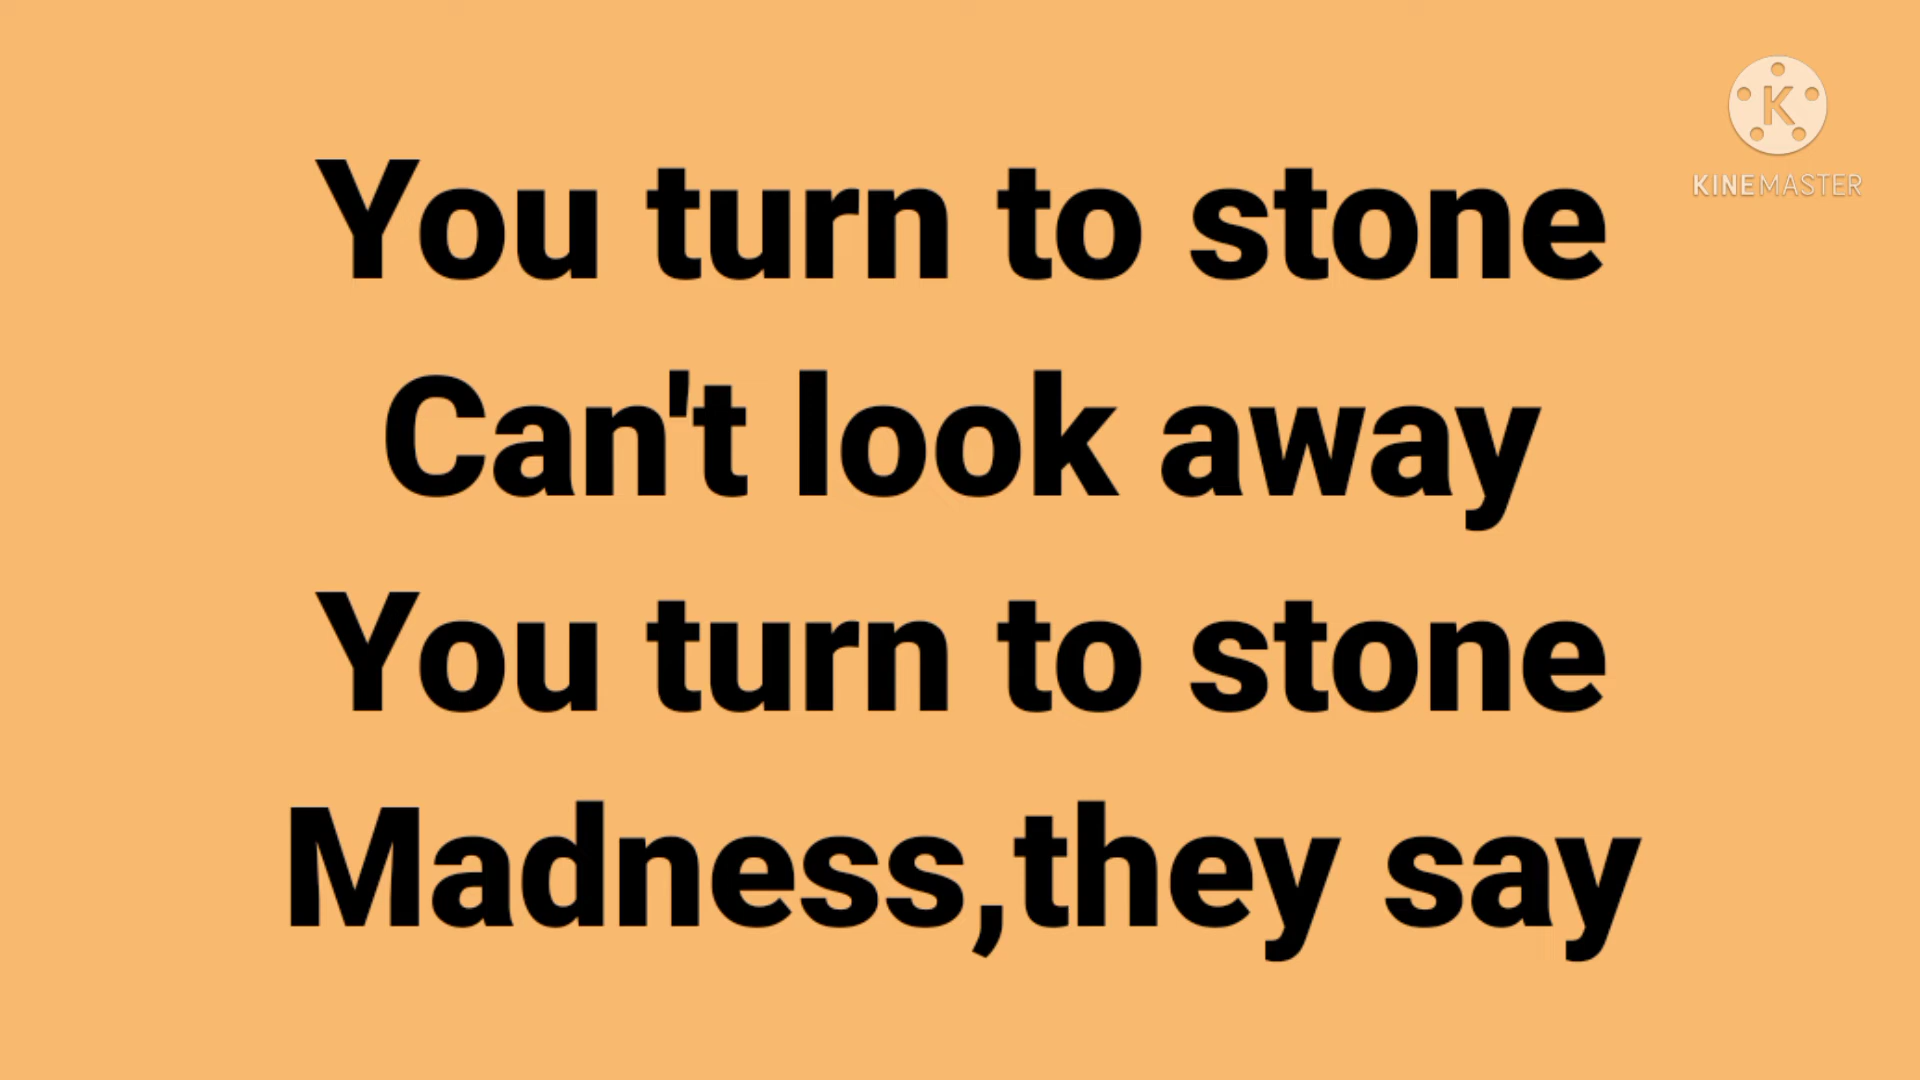 You turn to stone
Can't look away
You turn to stone
Madness,they say
K
KINEMASTER